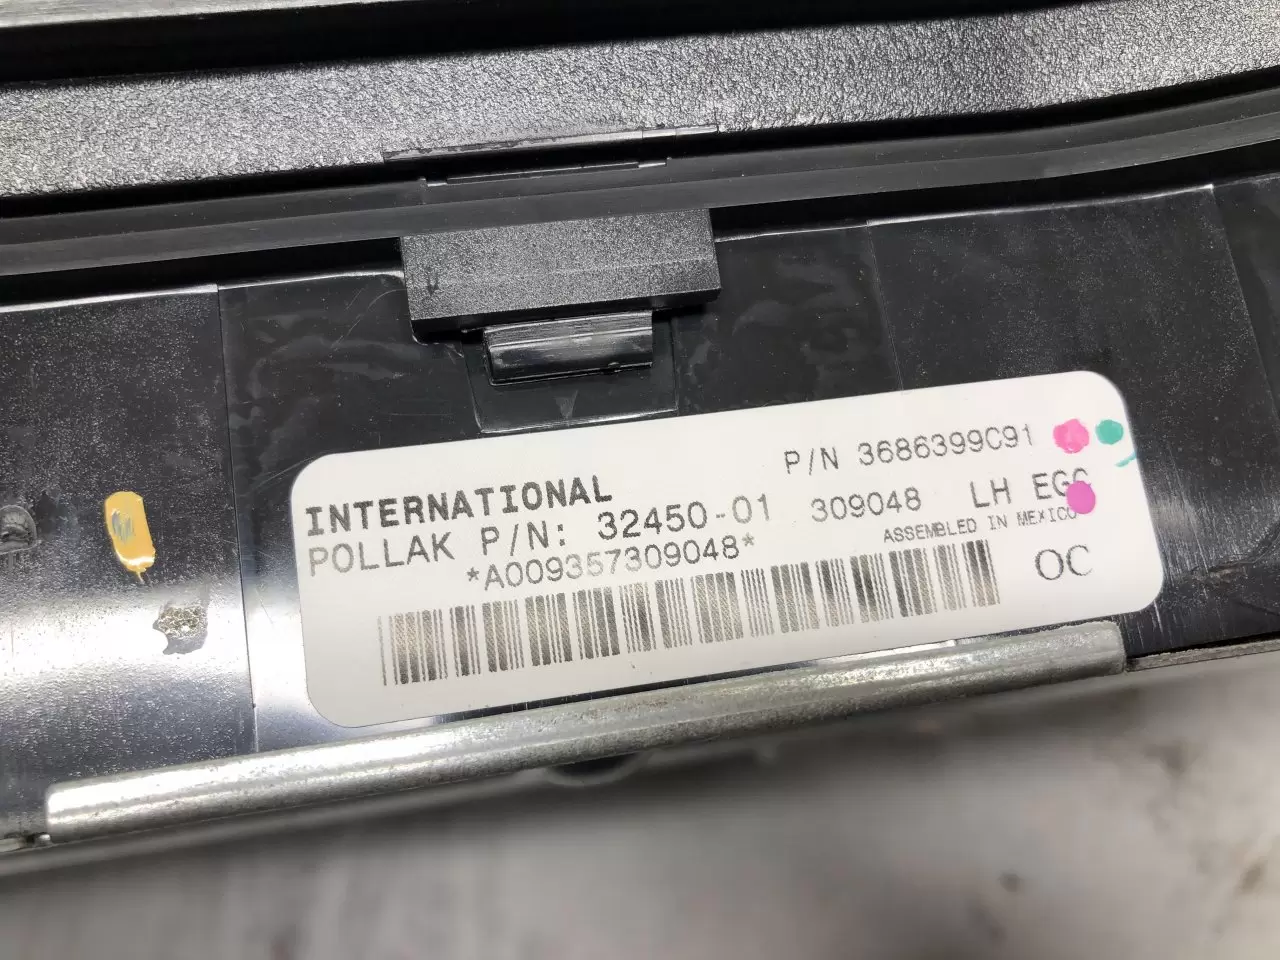 P/N 3686399C91
INTERNATIONAL
POLLAK P/N: 32450-01 309048 LH EGC
*A009357309048*
ASSEMBLED IN MEXICO
OC